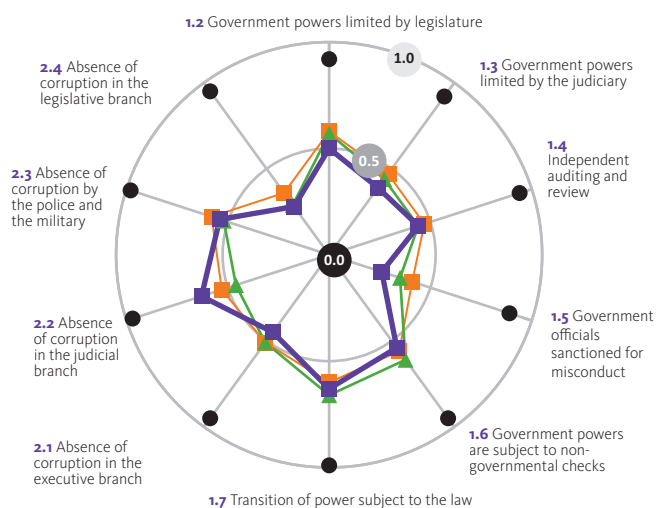 1.2 Government powers limited by legislature
1.0
1.3 Government powers
limited by the judiciary
2.4 Absence of
corruption in the
legislative branch
1.4
Independent
auditing and
review
0.5
2.3 Absence of
corruption by
the police and
the military
0.0
1.5 Government
officials
sanctioned for
misconduct
2.2 Absence
of corruption
in the judicial
branch
1.6 Government powers
are subject to non-
governmental checks
2.1 Absence of
corruption in the
executive branch
1.7 Transition of power subject to the law